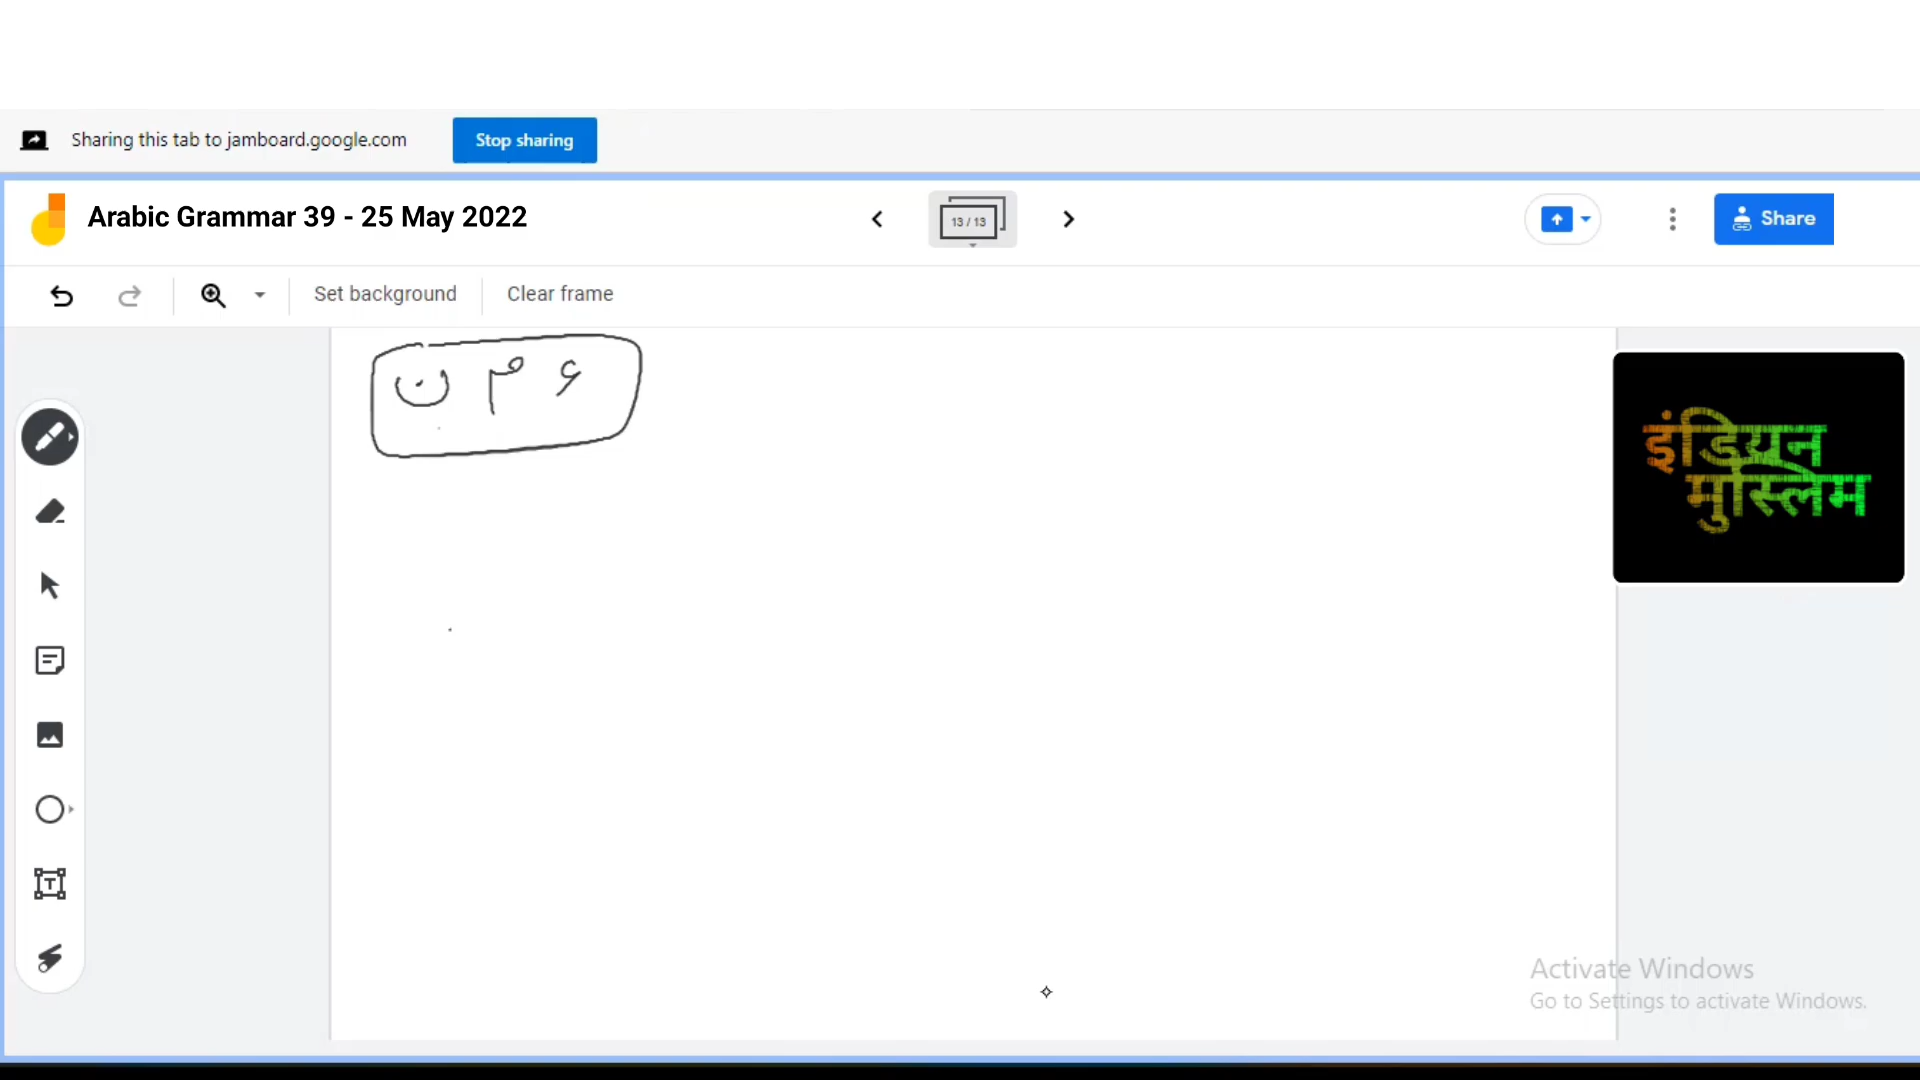 Sharing this tab to jamboard.google.com
Stop sharing
Arabic Grammar 39 - 25 May 2022
13 / 13
Share
Set background
Clear frame
ء م ن
इंडियन
मुस्लिम
Activate Windows
Go to Settings to activate Windows.